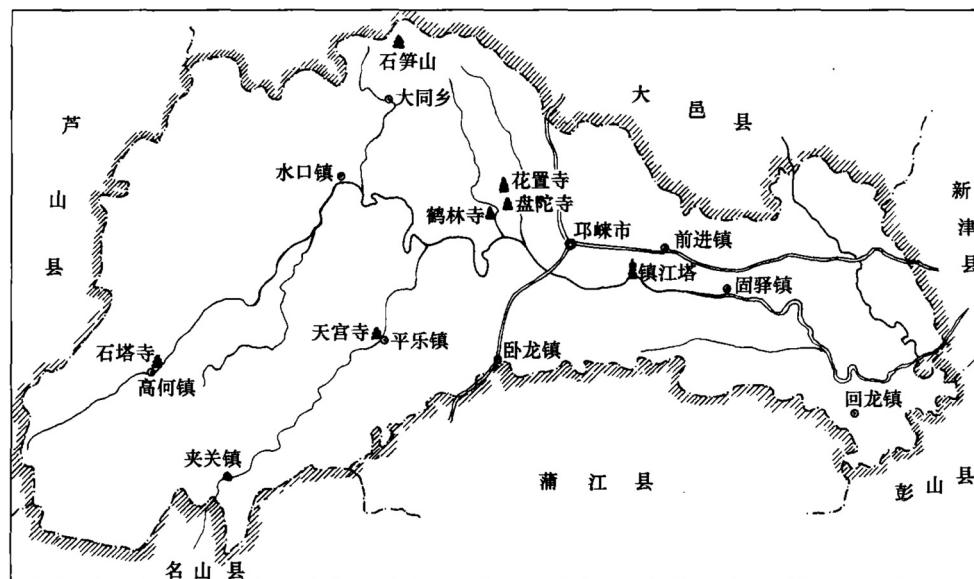 石笋山
大同乡
大邑县
芦山县
水口镇
花置寺
盘陀寺
鹤林寺
新津县
邛崃市
前进镇
镇江塔
固驿镇
天宫寺
平乐镇
石塔寺
高何镇
卧龙镇
回龙镇
夹关镇
蒲江县
彭山县
名山县